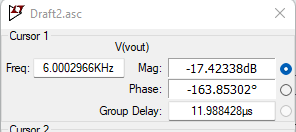 Draft2.asc
Cursor 1
V(vout)
Freq: 6.0002966KHz Mag: -17.42338dB
Phase: -163.85302°
Group Delay: 11.988428µs
Cursor 2